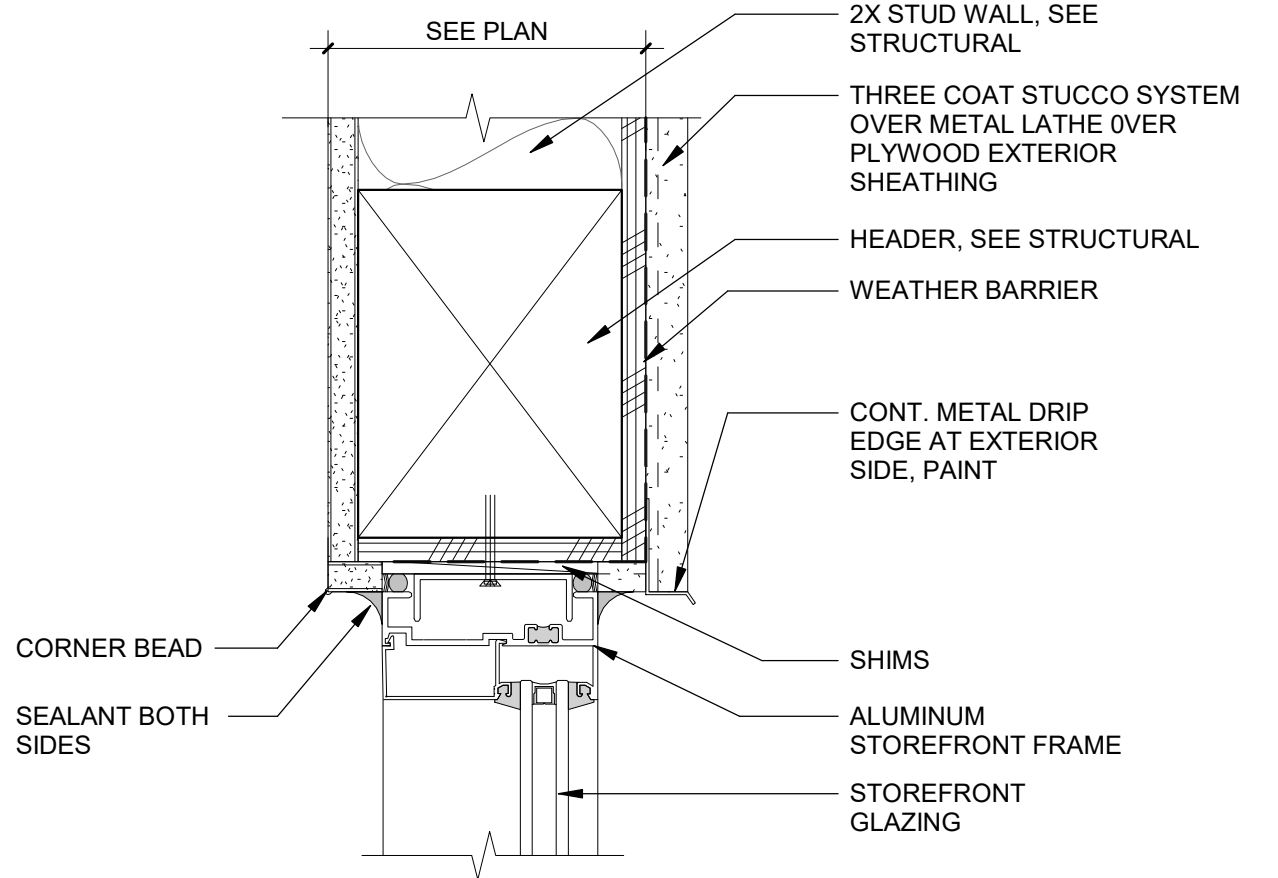 SEE PLAN
2X STUD WALL, SEE
STRUCTURAL
THREE COAT STUCCO SYSTEM
OVER METAL LATHE 0VER
PLYWOOD EXTERIOR
SHEATHING
HEADER, SEE STRUCTURAL
WEATHER BARRIER
CONT. METAL DRIP
EDGE AT EXTERIOR
SIDE, PAINT
CORNER BEAD
SEALANT BOTH
SIDES
SHIMS
ALUMINUM
STOREFRONT FRAME
STOREFRONT
GLAZING